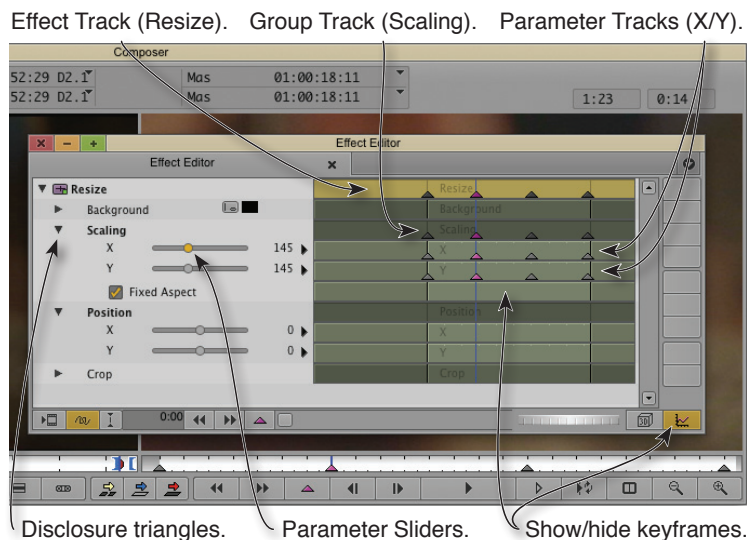 Effect Track (Resize). Group Track (Scaling). Parameter Tracks (X/Y).
Composer
52:29 D2.1 Mas 01:00:18:11
52:29 D2.1 Mas 01:00:18:11 1:23 0:14
Effect Editor
Effect Editor
Resize Resize
Background Background
Scaling Scaling
X 145 X
Y 145 Y
Fixed Aspect
Position Position
X 0 X
Y 0 Y
Crop Crop
0:00 3D
Disclosure triangles. Parameter Sliders. Show/hide keyframes.